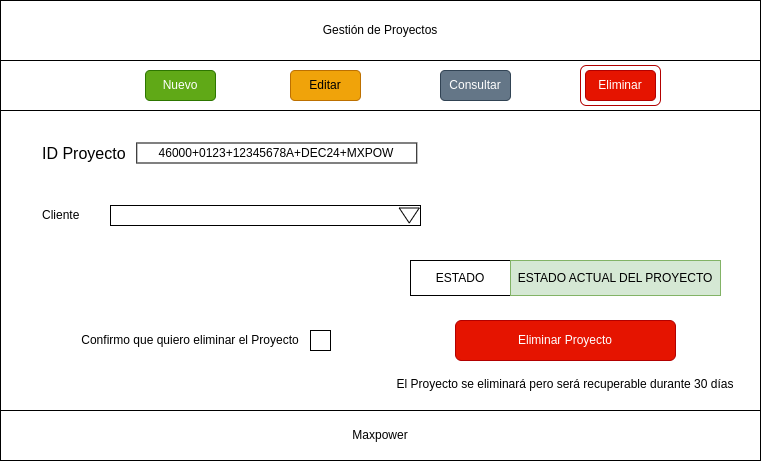 Gestión de Proyectos
Nuevo
Editar
Consultar
Eliminar
ID Proyecto
46000+0123+12345678A+DEC24+MXPOW
Cliente
ESTADO
ESTADO ACTUAL DEL PROYECTO
Confirmo que quiero eliminar el Proyecto
Eliminar Proyecto
El Proyecto se eliminará pero será recuperable durante 30 días
Maxpower